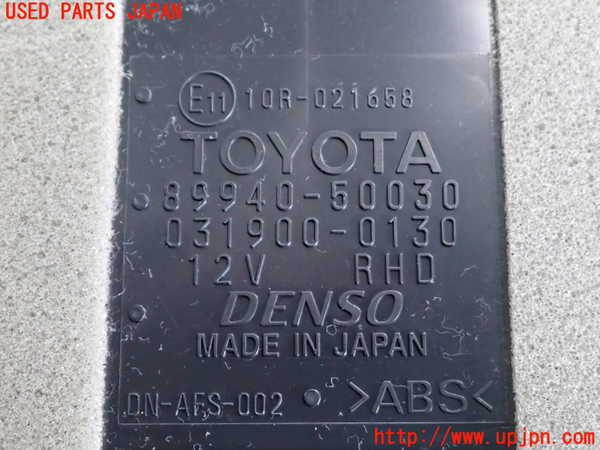 USED PARTS JAPAN
E11 10R-021658
TOYOTA
89940-50030
031900-0130
12V RHD
DENSO
MADE IN JAPAN
DN-AFS-002 >ABS<
http://www.upjpn.com/